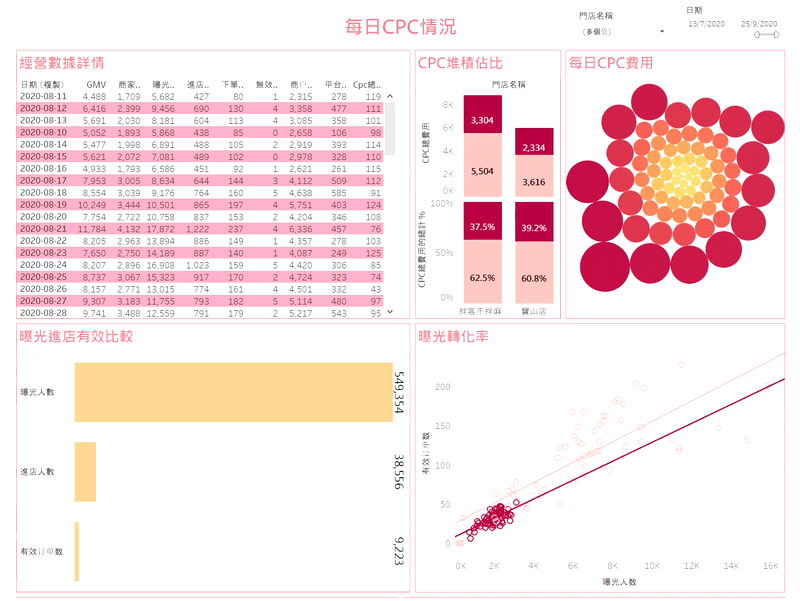 每日CPC情況
門店名稱
(多個值)
日期
13/7/2020 25/9/2020
經營數據詳情
日期 (複製) GMV 商家.. 曝光.. 進店.. 下單.. 無效.. 商戶.. 平台.. Cpc總..
2020-08-11 4,488 1,709 5,682 427 80 1 2,315 278 119
2020-08-12 6,416 2,399 9,456 690 130 4 3,358 477 111
2020-08-13 5,691 2,030 8,181 604 113 4 3,085 358 101
2020-08-10 5,052 1,893 5,868 438 85 0 2,658 106 98
2020-08-14 5,477 1,998 6,891 488 105 2 2,919 393 114
2020-08-15 5,621 2,072 7,081 489 102 0 2,978 328 110
2020-08-16 4,933 1,793 6,586 451 92 1 2,621 261 115
2020-08-17 7,953 3,005 8,634 644 144 3 4,112 509 112
2020-08-18 8,554 3,039 9,176 764 160 5 4,638 585 91
2020-08-19 10,249 3,444 10,501 865 197 4 5,751 403 124
2020-08-20 7,754 2,722 10,758 837 153 2 4,204 346 108
2020-08-21 11,784 4,132 17,872 1,222 237 4 6,336 457 76
2020-08-22 8,205 2,963 13,894 886 149 1 4,357 278 103
2020-08-23 7,650 2,750 14,189 887 140 1 4,087 249 125
2020-08-24 8,207 2,896 16,908 1,023 159 5 4,420 306 85
2020-08-25 8,737 3,067 15,323 917 170 2 4,724 323 74
2020-08-26 8,157 2,771 13,015 774 161 4 4,501 332 43
2020-08-27 9,307 3,183 11,755 793 182 5 5,114 480 97
2020-08-28 9,741 3,488 12,559 791 179 2 5,217 543 95
CPC堆積佔比
門店名稱
CPC總費用
8K
6K
4K
2K
0K
3,304
5,504
2,334
3,616
CPC總費用的總計 %
100%
50%
0%
37.5%
62.5%
39.2%
60.8%
寶山店
每日CPC費用
曝光進店有效比較
曝光人數
549,354
進店人數
38,556
有效订单数
9,223
曝光轉化率
有效订单数
200
150
100
50
0
0K 2K 4K 6K 8K 10K 12K 14K 16K
曝光人數